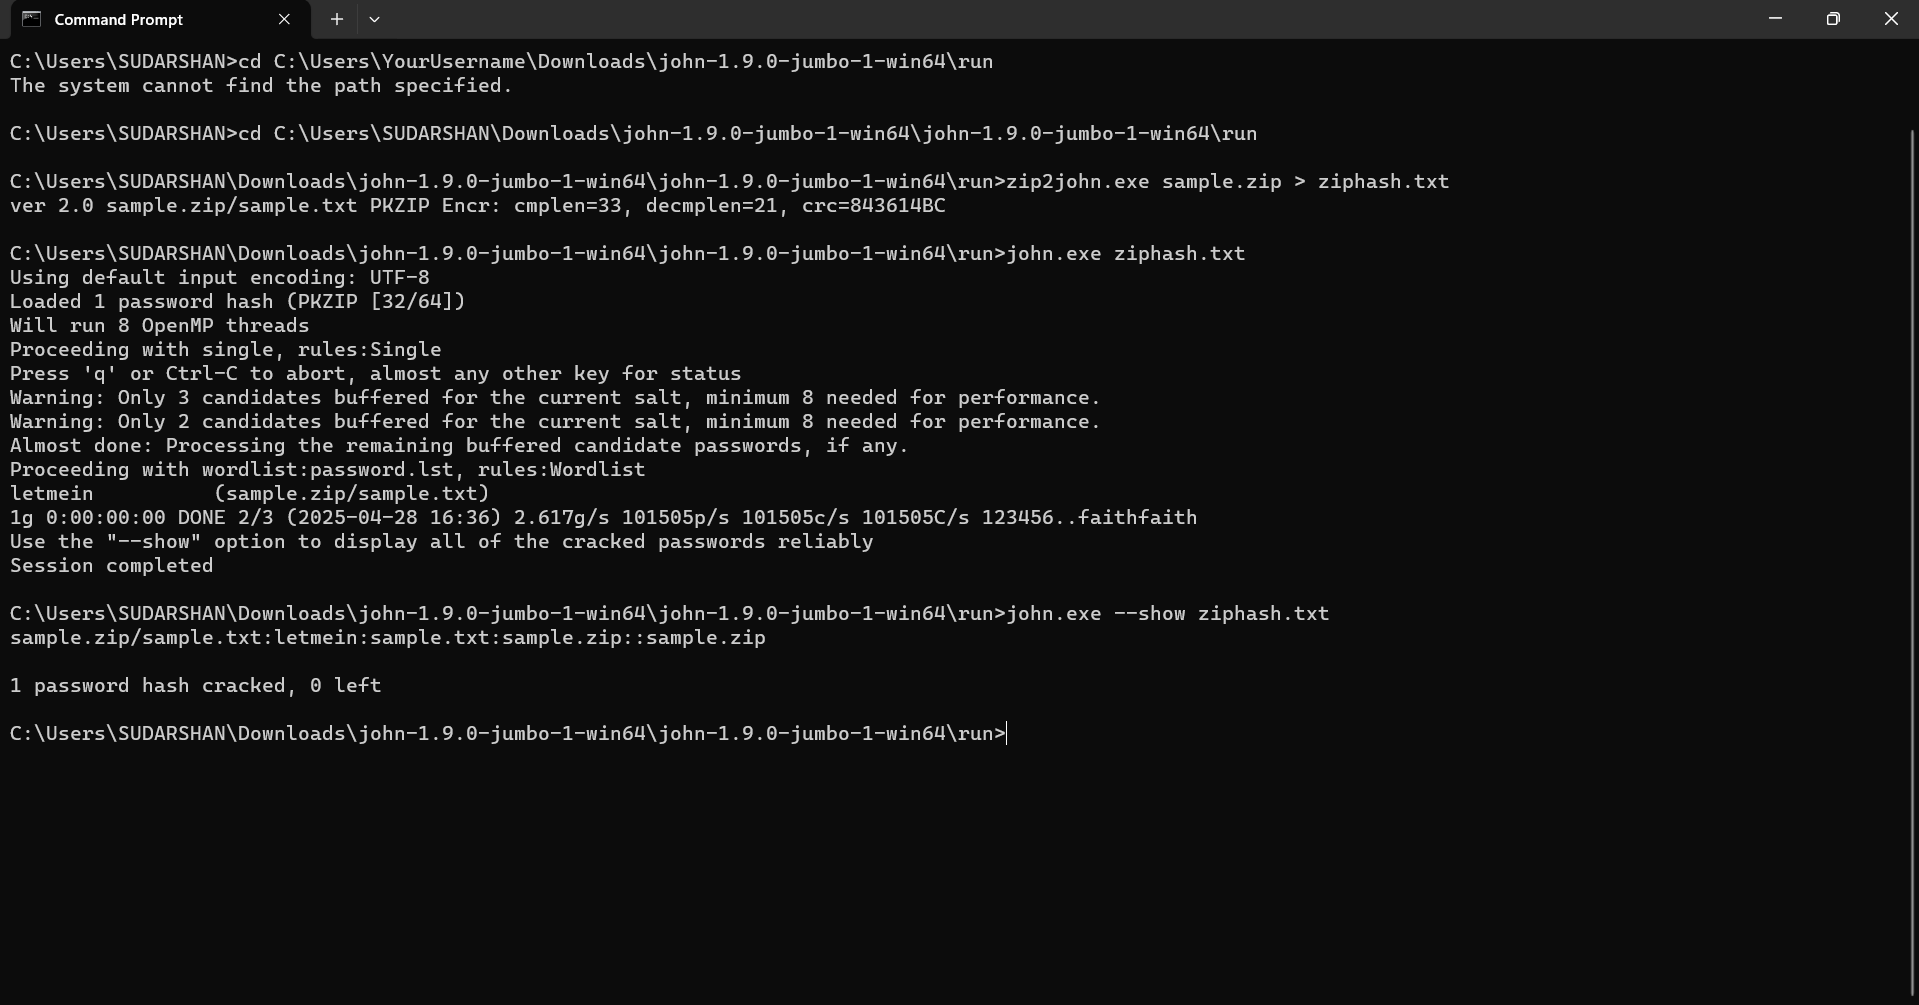 Command Prompt
C:\Users\SUDARSHAN>cd C:\Users\YourUsername\Downloads\john-1.9.0-jumbo-1-win64\run
The system cannot find the path specified.
C:\Users\SUDARSHAN>cd C:\Users\SUDARSHAN\Downloads\john-1.9.0-jumbo-1-win64\john-1.9.0-jumbo-1-win64\run
C:\Users\SUDARSHAN\Downloads\john-1.9.0-jumbo-1-win64\john-1.9.0-jumbo-1-win64\run>zip2john.exe sample.zip > ziphash.txt
ver 2.0 sample.zip/sample.txt PKZIP Encr: cmplen=33, decmplen=21, crc=843614BC
C:\Users\SUDARSHAN\Downloads\john-1.9.0-jumbo-1-win64\john-1.9.0-jumbo-1-win64\run>john.exe ziphash.txt
Using default input encoding: UTF-8
Loaded 1 password hash (PKZIP [32/64])
Will run 8 OpenMP threads
Proceeding with single, rules:Single
Press 'q' or Ctrl-C to abort, almost any other key for status
Warning: Only 3 candidates buffered for the current salt, minimum 8 needed for performance.
Warning: Only 2 candidates buffered for the current salt, minimum 8 needed for performance.
Almost done: Processing the remaining buffered candidate passwords, if any.
Proceeding with wordlist:password.lst, rules:Wordlist
letmein          (sample.zip/sample.txt)
1g 0:00:00:00 DONE 2/3 (2025-04-28 16:36) 2.617g/s 101505p/s 101505c/s 101505C/s 123456..faithfaith
Use the "--show" option to display all of the cracked passwords reliably
Session completed
C:\Users\SUDARSHAN\Downloads\john-1.9.0-jumbo-1-win64\john-1.9.0-jumbo-1-win64\run>john.exe --show ziphash.txt
sample.zip/sample.txt:letmein:sample.txt:sample.zip::sample.zip
1 password hash cracked, 0 left
C:\Users\SUDARSHAN\Downloads\john-1.9.0-jumbo-1-win64\john-1.9.0-jumbo-1-win64\run>